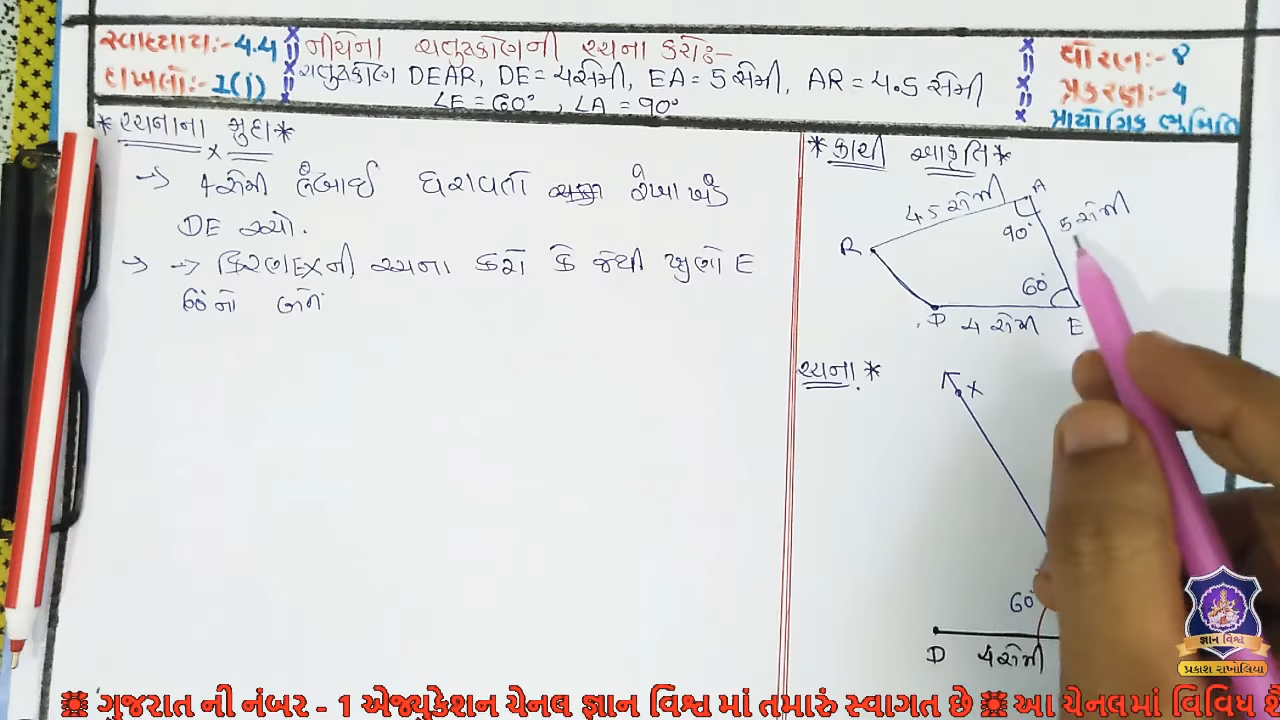 સ્વાધ્યાય:- 4.4
દાખલો:- 1(i)
નીચેના ચતુષ્કોણની રચના કરો:-
ચતુષ્કોણ DEAR, DE = 4 સેમી, EA = 5 સેમી, AR = 4.5 સેમી
∠E = 60°, ∠A = 90°
ધોરણ:- 8
પ્રકરણ:- 4
પ્રાયોગિક ભૂમિતિ
* રચનાના મુદ્દા *
→ 4 સેમી લંબાઈ ધરાવતો રેખાખંડ
DE રચો.
→ → કિરણ EX ની રચના કરો કે જેથી ખુણો E
60° નો બને
* કાચી આકૃતિ *
4.5 સેમી
A
5 સેમી
90°
R
60°
D 4 સેમી E
રચના *
X
60°
D 4 સેમી
જ્ઞાન વિશ્વ
પ્રકાશ રાખોલિયા
ગુજરાત ની નંબર - 1 એજ્યુકેશન ચેનલ જ્ઞાન વિશ્વ માં તમારું સ્વાગત છે આ ચેનલમાં વિવિધ